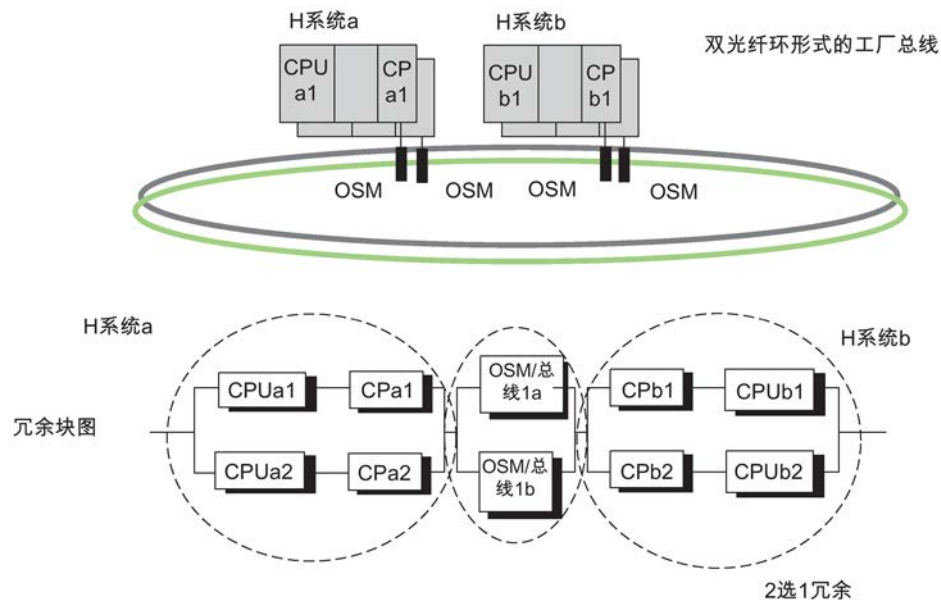 H系统a
H系统b
双光纤环形式的工厂总线
CPU
a1
CP
a1
CPU
b1
CP
b1
OSM
OSM
OSM
OSM
H系统a
H系统b
冗余块图
CPUa1
CPa1
OSM/总
线1a
CPb1
CPUb1
CPUa2
CPa2
OSM/总
线1b
CPb2
CPUb2
2选1冗余